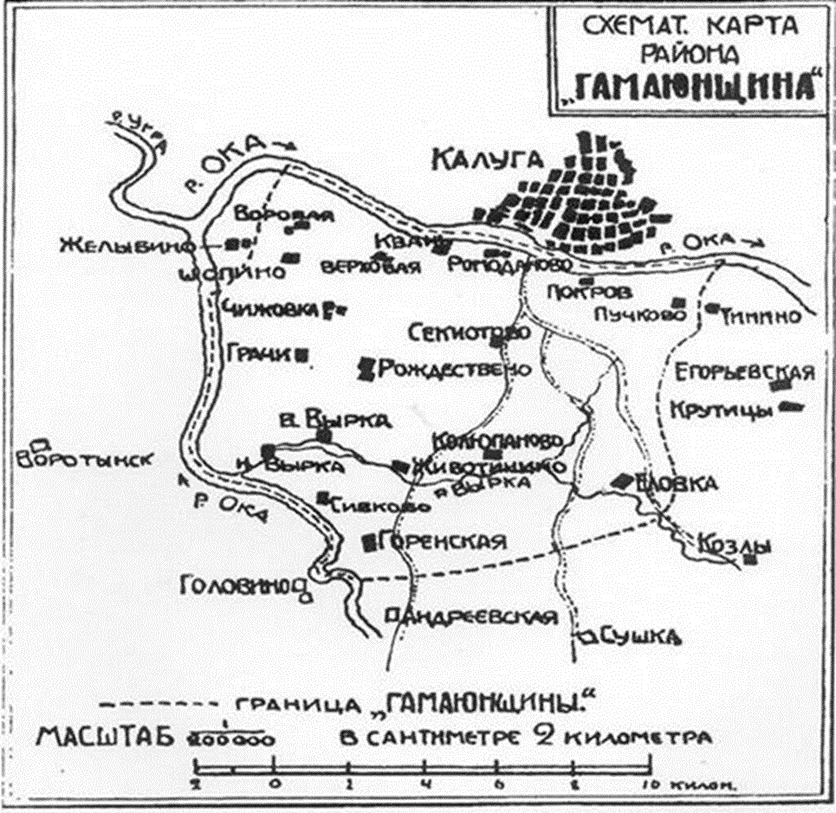 СХЕМАТ. КАРТА
РАЙОНА
„ГАМАЮНЩИНА“
р. УГРА
р. ОКА
КАЛУГА
ВОРОВАЯ
ЖЕЛЫБИНО
КВАНЬ
р. ОКА
ШОПИНО
ВЕРХОВАЯ
РОМОДАНОВО
ПОКРОВ
ЧИЖОВКА
ПУЧКОВО
ТИНИНО
СЕКИОТОВО
ГРАЧИ
РОЖДЕСТВЕНО
ЕГОРЬЕВСКАЯ
КРУТИЦЫ
В. ВЫРКА
КОЛЮПАНОВО
ВОРОТЫНСК
Н. ВЫРКА
ЖИВОТИНИНО
р. ВЫРКА
ЕЛОВКА
р. ОКА
СИВКОВО
ГОРЕНСКАЯ
КОЗЛЫ
ГОЛОВИНО
АНДРЕЕВСКАЯ
СУШКА
ГРАНИЦА „ГАМАЮНЩИНЫ.“
МАСШТАБ 1/200000 В САНТИМЕТРЕ 2 КИЛОМЕТРА
2 0 2 4 6 8 10 КИЛОМ.